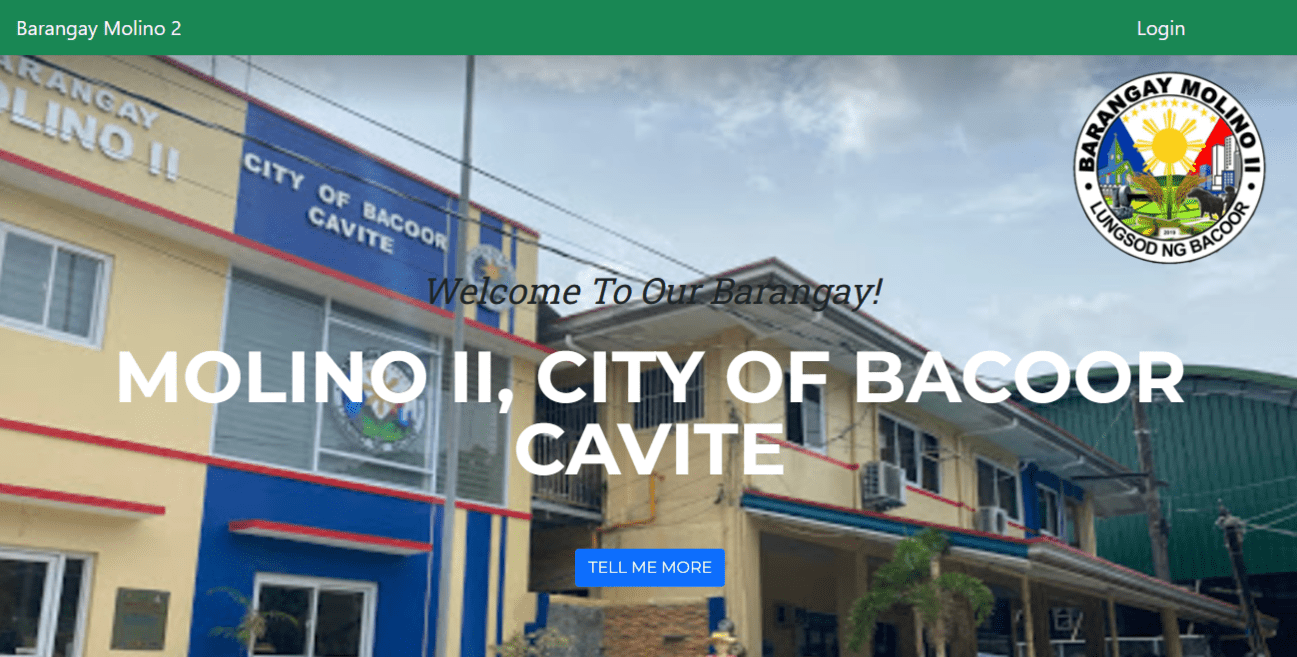 Barangay Molino 2
Login
BARANGAY
MOLINO II
CITY OF BACOOR
CAVITE
BARANGAY MOLINO II
2019
LUNGSOD NG BACOOR
Welcome To Our Barangay!
MOLINO II, CITY OF BACOOR
CAVITE
TELL ME MORE